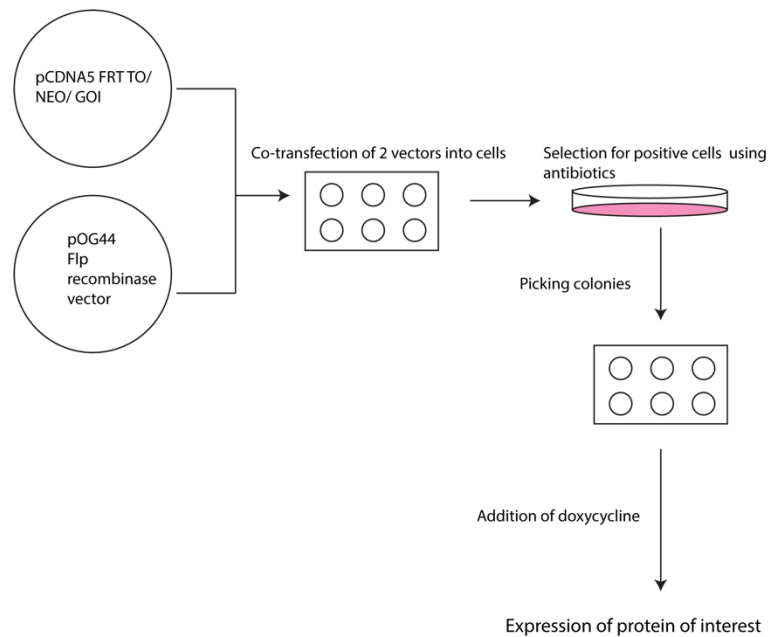 pCDNA5 FRT TO/
NEO/ GOI
pOG44
Flp
recombinase
vector
Co-transfection of 2 vectors into cells
Selection for positive cells using
antibiotics
Picking colonies
Addition of doxycycline
Expression of protein of interest